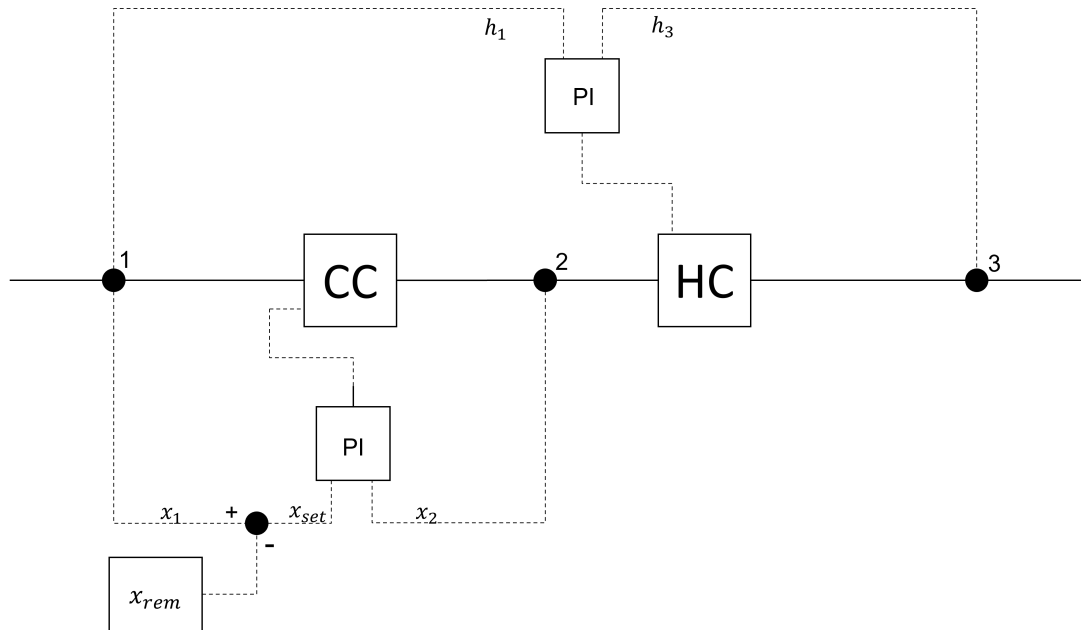 h₁
h₃
PI
1
CC
2
HC
3
PI
x₁
+
xₛₑₜ
x₂
-
xᵣₑₘ